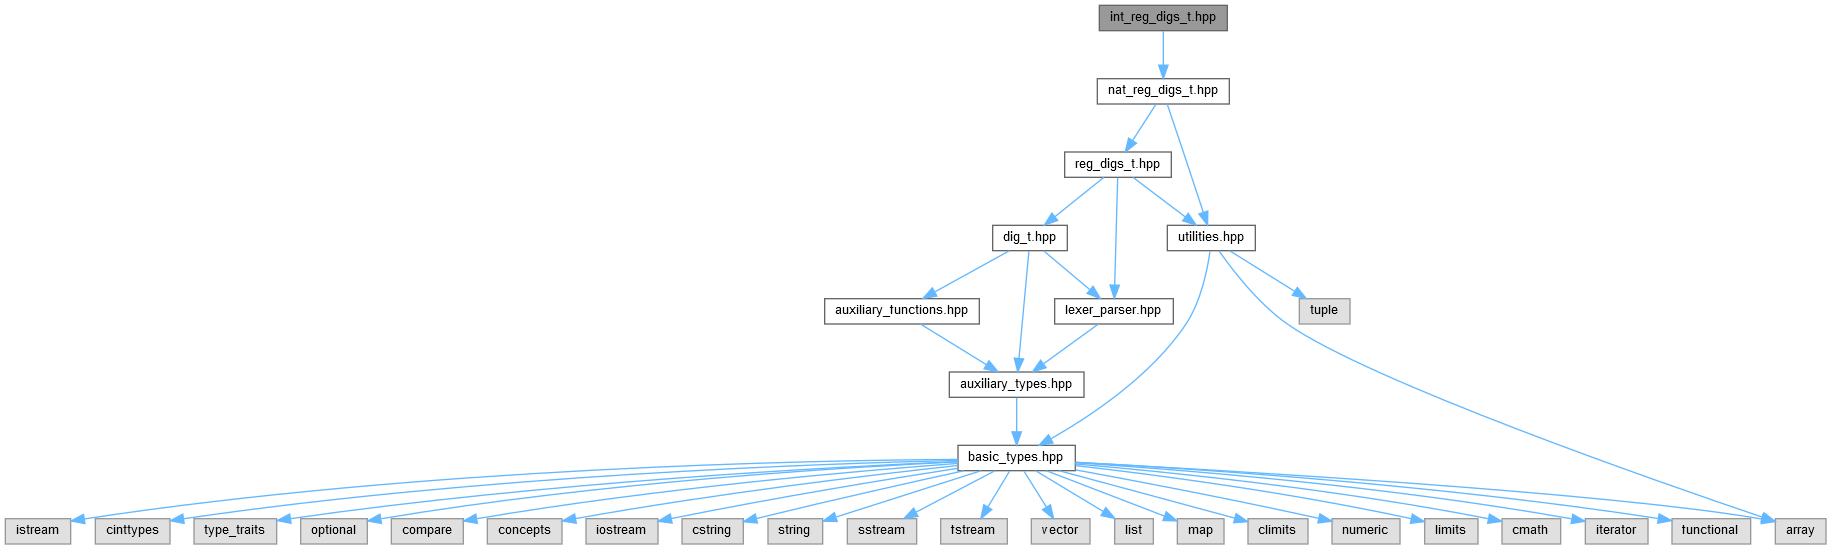 int_reg_digs_t.hpp
nat_reg_digs_t.hpp
reg_digs_t.hpp
dig_t.hpp
utilities.hpp
auxiliary_functions.hpp
lexer_parser.hpp
tuple
auxiliary_types.hpp
basic_types.hpp
istream
cinttypes
type_traits
optional
compare
concepts
iostream
cstring
string
sstream
fstream
vector
list
map
climits
numeric
limits
cmath
iterator
functional
array